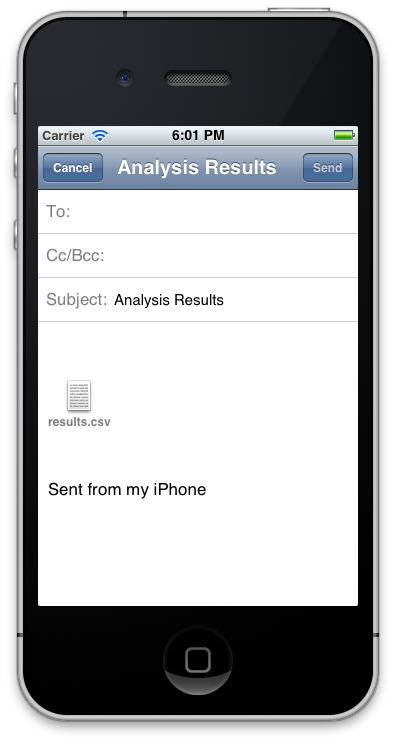 Carrier 6:01 PM
Cancel Analysis Results Send
To:
Cc/Bcc:
Subject: Analysis Results
results.csv
Sent from my iPhone